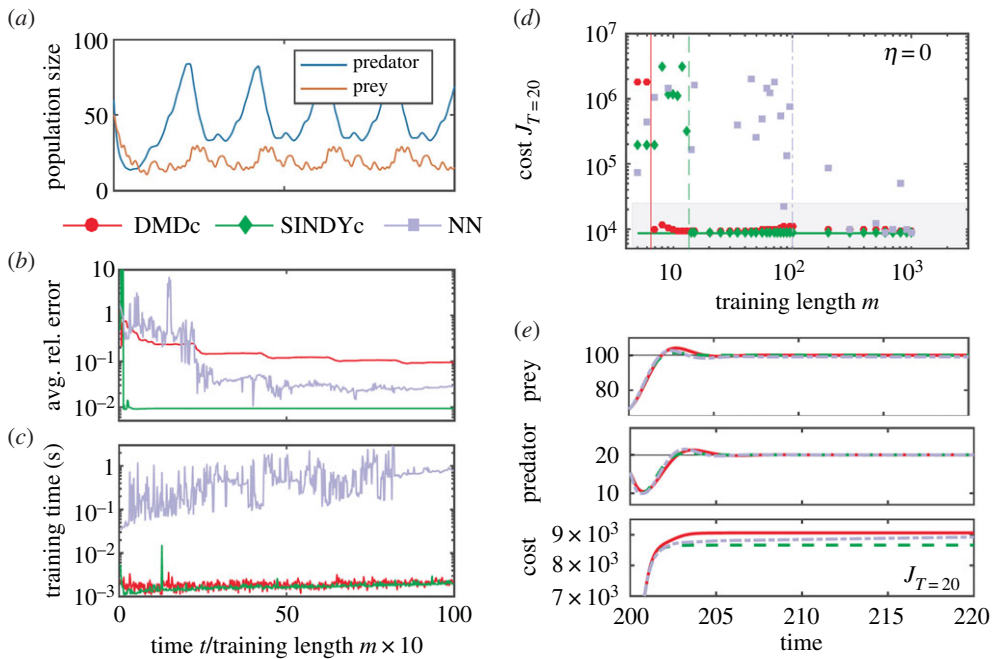 (a)
100
50
0
population size
predator
prey
DMDc
SINDYc
NN
(b)
10
1
10⁻¹
10⁻²
avg. rel. error
(c)
1
10⁻¹
10⁻²
10⁻³
training time (s)
0
50
100
time t/training length m × 10
(d)
η = 0
10⁷
10⁶
10⁵
10⁴
cost J_{T = 20}
10
10²
10³
training length m
(e)
100
80
prey
20
10
predator
9 × 10³
8 × 10³
7 × 10³
cost
J_{T = 20}
200
205
210
215
220
time